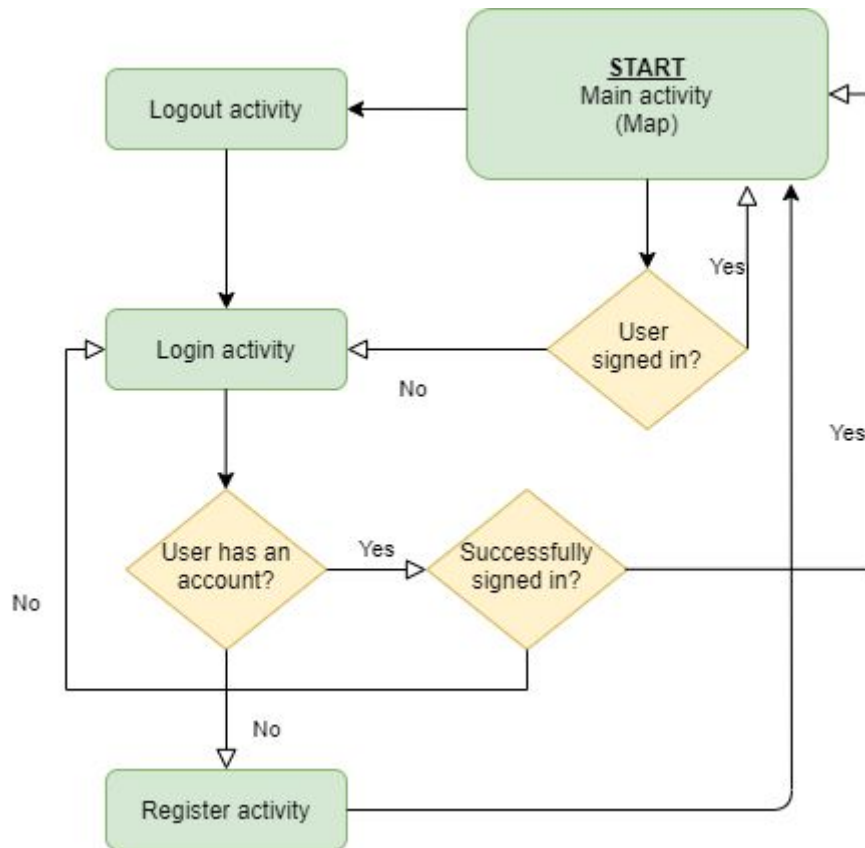 START
Main activity
(Map)
Logout activity
Yes
User
signed in?
Login activity
No
Yes
User has an
account?
Yes
Successfully
signed in?
No
No
Register activity